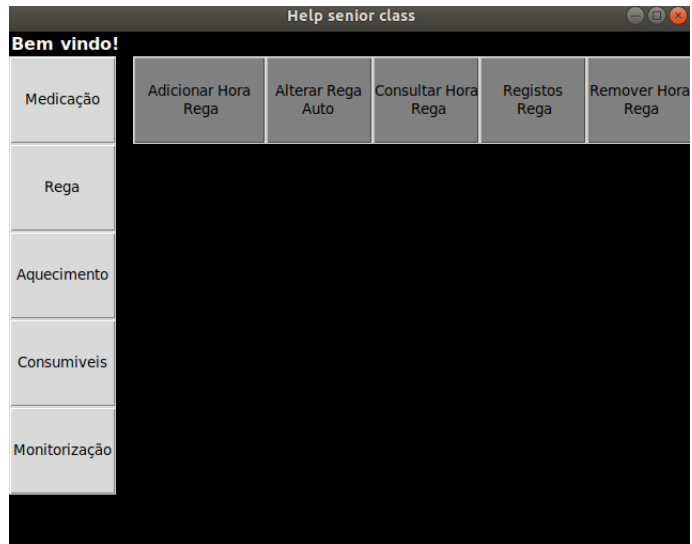 Help senior class
Bem vindo!
Medicação
Rega
Aquecimento
Consumiveis
Monitorização
Adicionar Hora
Rega
Alterar Rega
Auto
Consultar Hora
Rega
Registos
Rega
Remover Hora
Rega